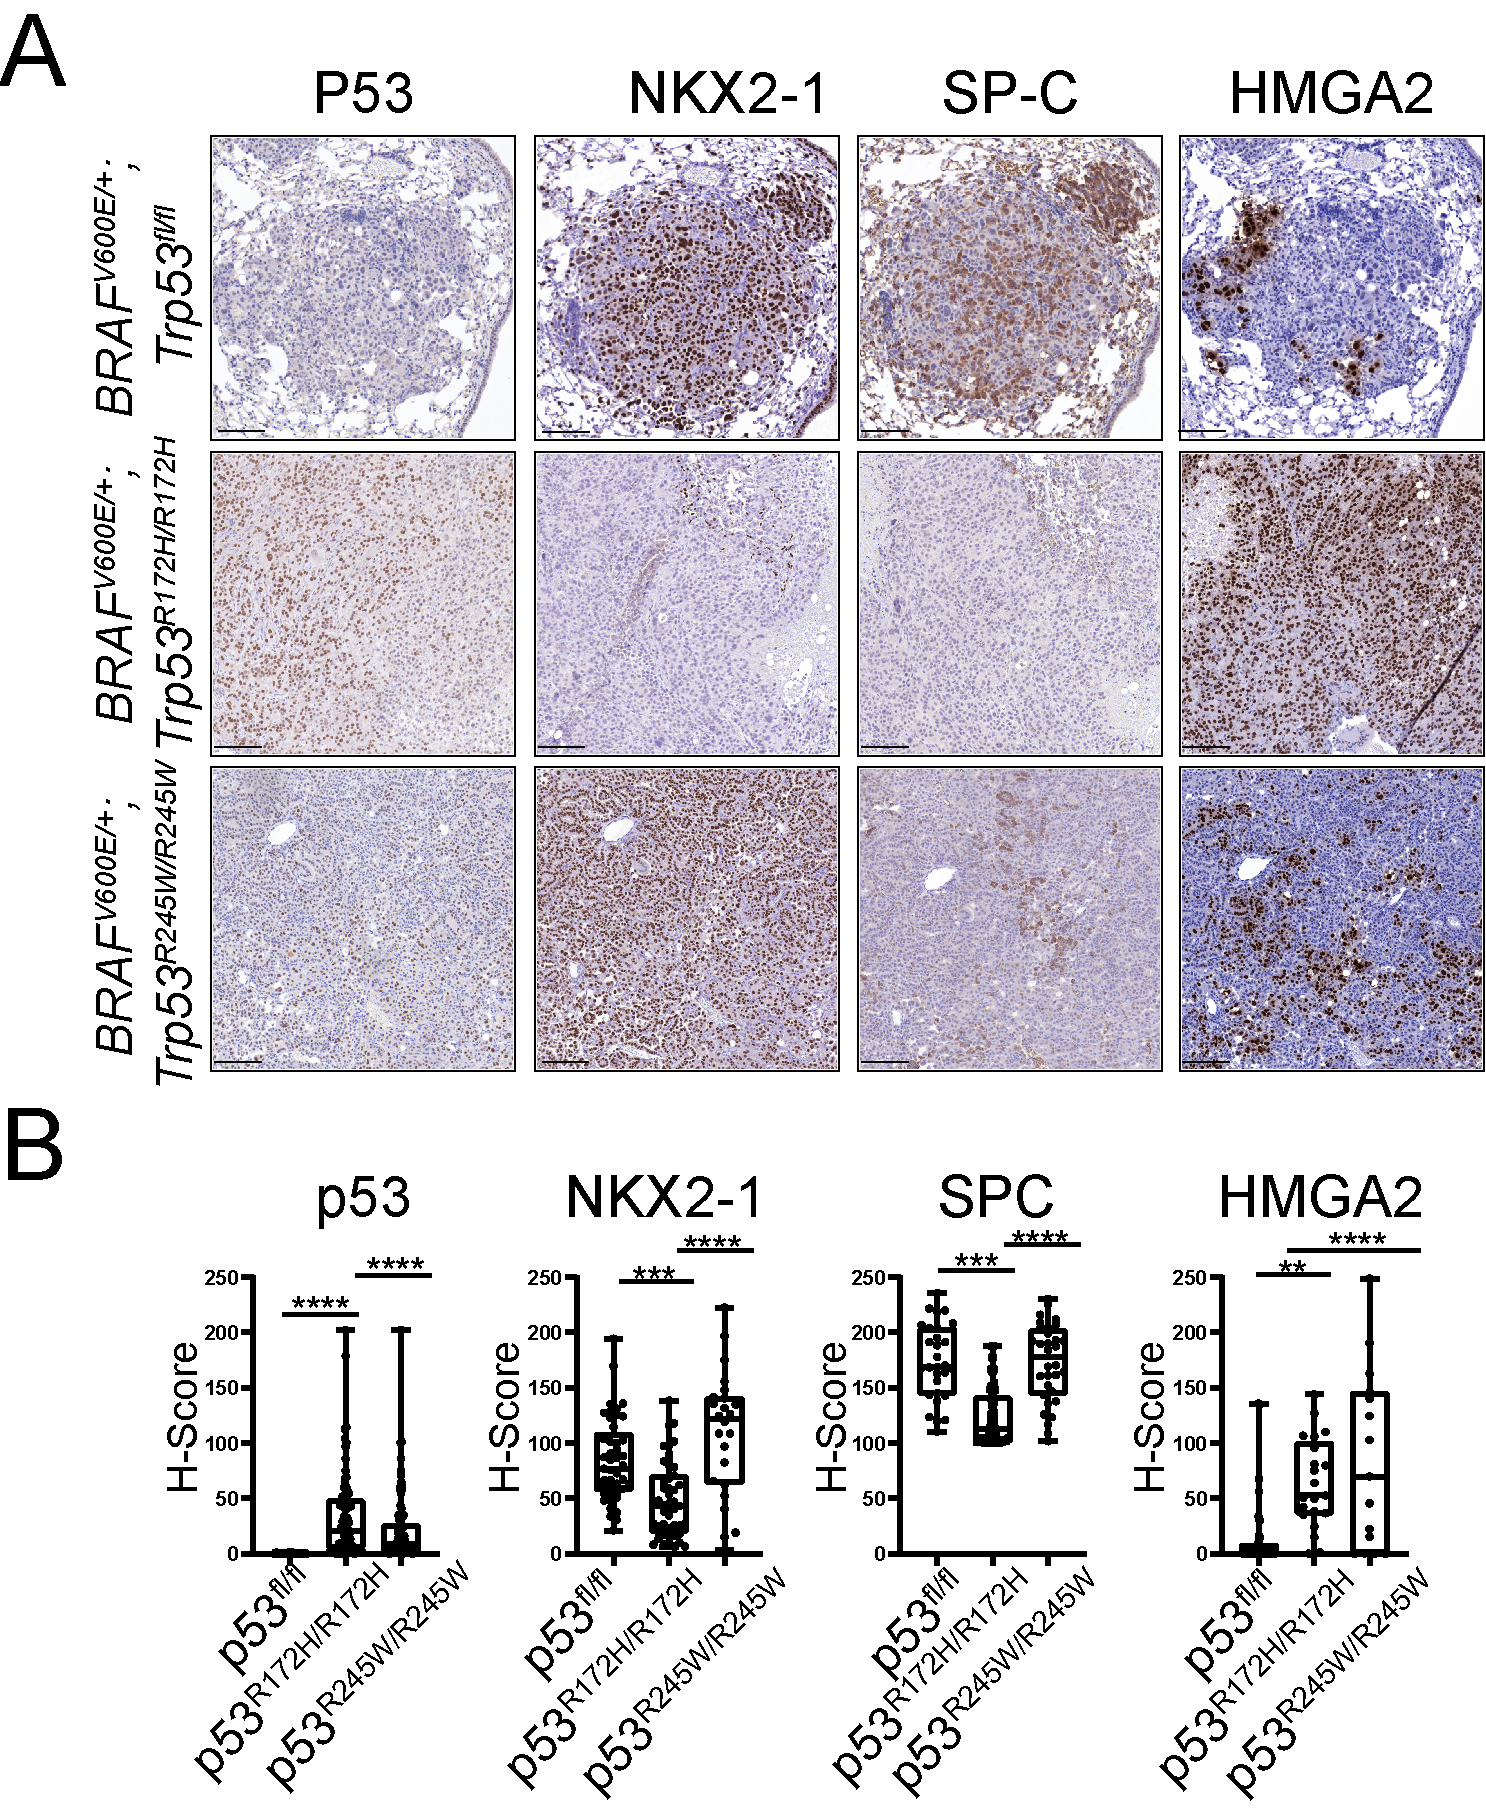 A
P53 NKX2-1 SP-C HMGA2
BRAFV600E/+.,
Trp53fl/fl
BRAFV600E/+.,
Trp53R172H/R172H
BRAFV600E/+.,
Trp53R245W/R245W
B
p53
**** ****
H-Score
250
200
150
100
50
0
p53fl/fl
p53R172H/R172H
p53R245W/R245W
NKX2-1
*** ****
H-Score
250
200
150
100
50
0
p53fl/fl
p53R172H/R172H
p53R245W/R245W
SPC
*** ****
H-Score
250
200
150
100
50
0
p53fl/fl
p53R172H/R172H
p53R245W/R245W
HMGA2
** ****
H-Score
250
200
150
100
50
0
p53fl/fl
p53R172H/R172H
p53R245W/R245W